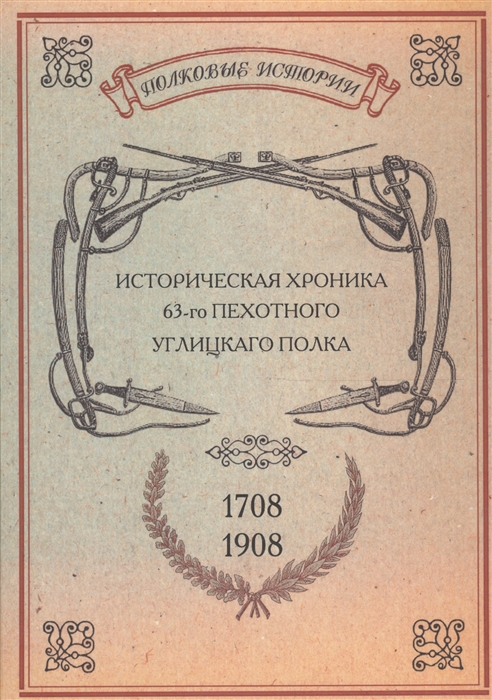 ПОЛКОВЫЕ ИСТОРИИ
ИСТОРИЧЕСКАЯ ХРОНИКА
63-го ПЕХОТНОГО
УГЛИЦКАГО ПОЛКА
1708
1908